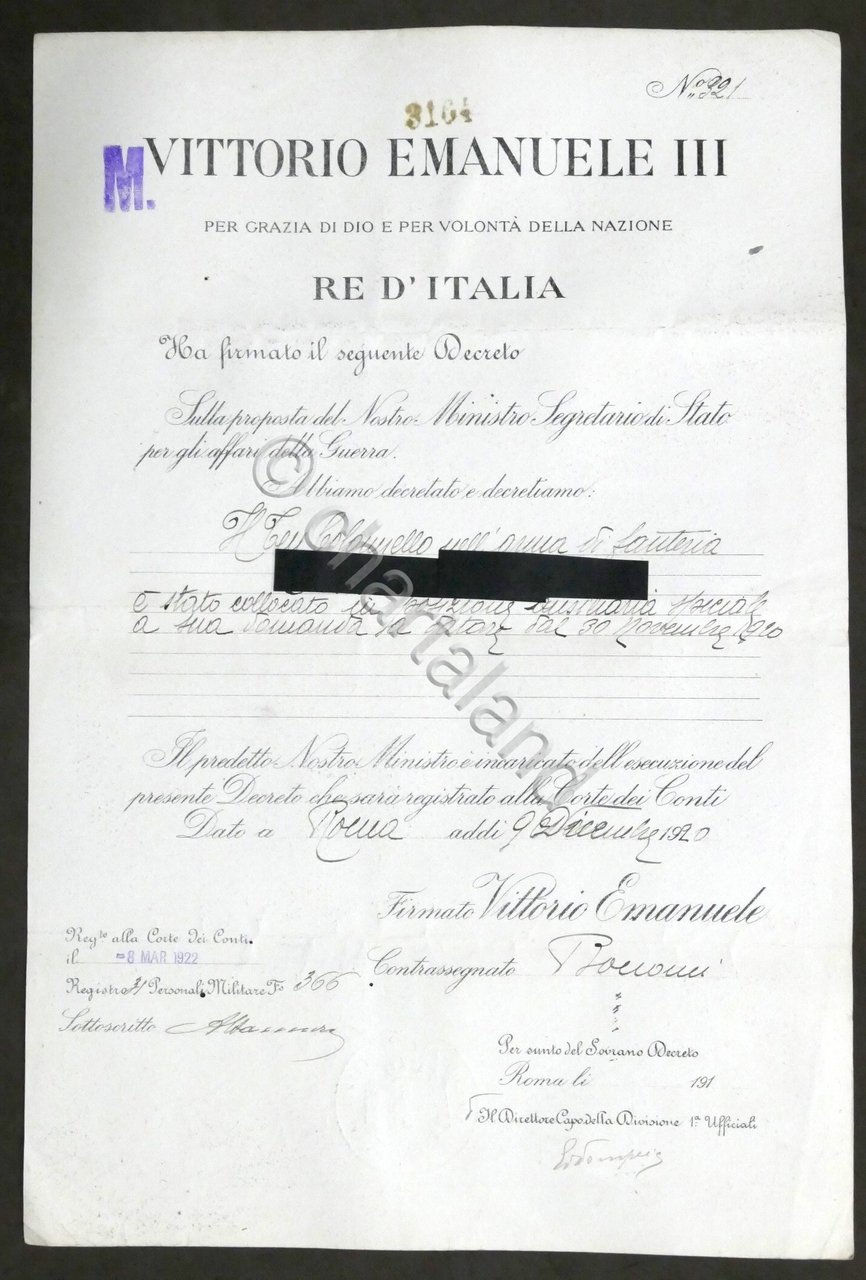 No 321
3164
M.
VITTORIO EMANUELE III
PER GRAZIA DI DIO E PER VOLONTÀ DELLA NAZIONE
RE D'ITALIA
Ha firmato il seguente Decreto
Sulla proposta del Nostro Ministro Segretario di Stato
per gli affari della Guerra.
Abbiamo decretato e decretiamo:
Il Ten. Colonnello nell'arma di fanteria
è stato collocato in posizione ausiliaria speciale
a sua domanda a datare dal 30 Novembre 1920
Il predetto Nostro Ministro è incaricato dell'esecuzione del
presente Decreto che sarà registrato alla Corte dei Conti
Dato a Roma addì 9 Dicembre 1920
Firmato Vittorio Emanuele
Contrassegnato Bonomi
Reg.to alla Corte dei Conti.
il -8 MAR 1922
Registro 31 Personali Militare Fo 366
Sottoscritto
Per sunto del Sovrano Decreto
Roma li 191
Il Direttore Capo della Divisione 1ª Ufficiali
© chartaland